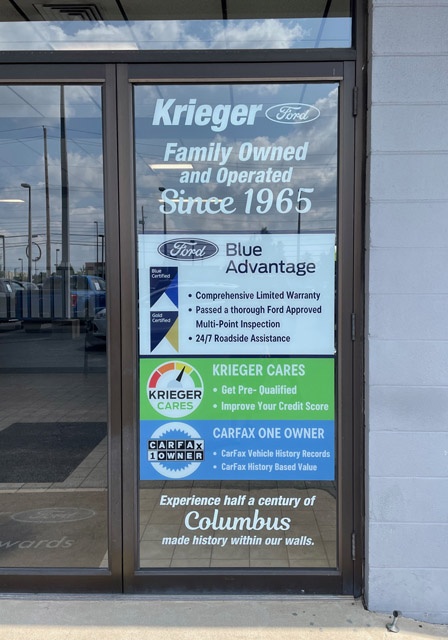 Krieger Ford
Family Owned
and Operated
Since 1965
Ford Blue
Advantage
Blue
Certified
Gold
Certified
• Comprehensive Limited Warranty
• Passed a thorough Ford Approved
Multi-Point Inspection
• 24/7 Roadside Assistance
KRIEGER
CARES
KRIEGER CARES
• Get Pre- Qualified
• Improve Your Credit Score
CARFAX
1 OWNER
CARFAX ONE OWNER
• CarFax Vehicle History Records
• CarFax History Based Value
Experience half a century of
Columbus
made history within our walls.
Ford
wards